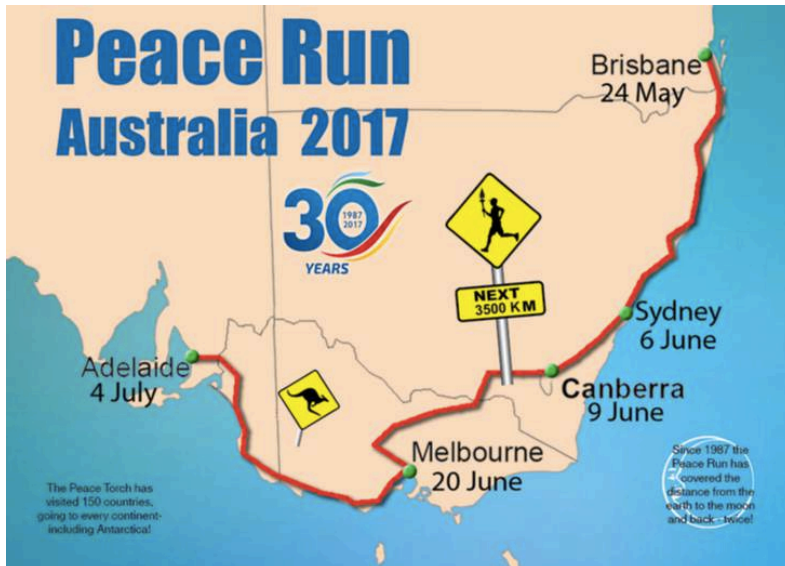 Peace Run
Australia 2017
30
1987
2017
YEARS
Brisbane
24 May
NEXT
3500 KM
Sydney
6 June
Adelaide
4 July
Canberra
9 June
Melbourne
20 June
The Peace Torch has
visited 150 countries,
going to every continent-
including Antarctica!
Since 1987 the
Peace Run has
covered the
distance from the
earth to the moon
and back - twice!